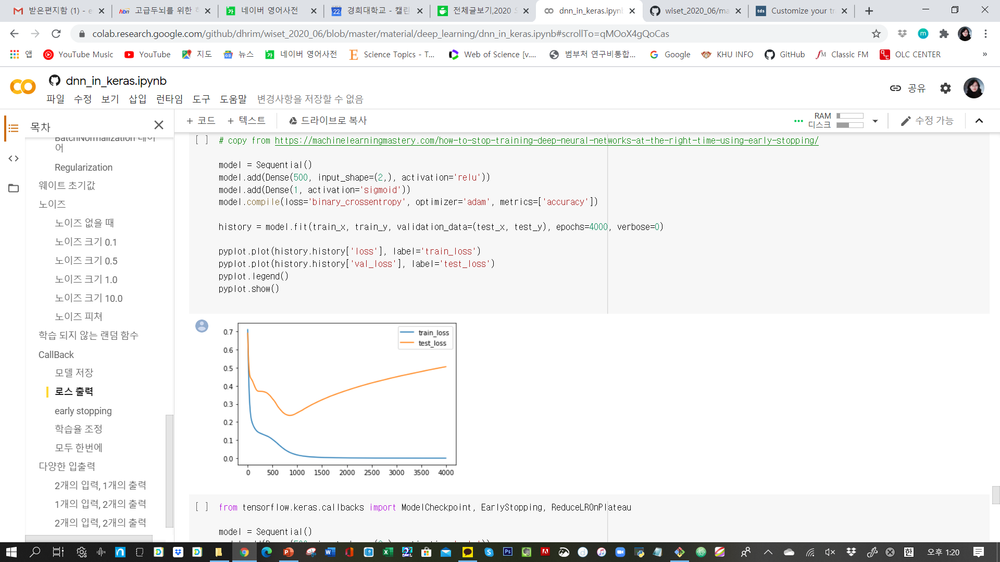 받은편지함 (1) - e
고급두뇌를 위한
네이버 영어사전
경희대학교 - 캘린
전체글보기,2020
dnn_in_keras.ipynb
wiset_2020_06/ma
Customize your tr
colab.research.google.com/github/dhrim/wiset_2020_06/blob/master/material/deep_learning/dnn_in_keras.ipynb#scrollTo=qMOoX4gQoCas
앱 YouTube Music YouTube 지도 뉴스 네이버 영어사전 Science Topics - T... Web of Science [v.... 범부처 연구비통합... Google KHU INFO GitHub Classic FM OLC CENTER »
dnn_in_keras.ipynb
파일 수정 보기 삽입 런타임 도구 도움말 변경사항을 저장할 수 없음
공유
목차
+ 코드 + 텍스트 드라이브로 복사
RAM
디스크
수정 가능
BatchNormalization 레이
어
Regularization
웨이트 초기값
노이즈
노이즈 없을 때
노이즈 크기 0.1
노이즈 크기 0.5
노이즈 크기 1.0
노이즈 크기 10.0
노이즈 피쳐
학습 되지 않는 랜덤 함수
CallBack
모델 저장
로스 출력
early stopping
학습율 조정
모두 한번에
다양한 입출력
2개의 입력, 1개의 출력
1개의 입력, 2개의 출력
2개의 입력, 2개의 출력
[ ] # copy from https://machinelearningmastery.com/how-to-stop-training-deep-neural-networks-at-the-right-time-using-early-stopping/
model = Sequential()
model.add(Dense(500, input_shape=(2,), activation='relu'))
model.add(Dense(1, activation='sigmoid'))
model.compile(loss='binary_crossentropy', optimizer='adam', metrics=['accuracy'])
history = model.fit(train_x, train_y, validation_data=(test_x, test_y), epochs=4000, verbose=0)
pyplot.plot(history.history['loss'], label='train_loss')
pyplot.plot(history.history['val_loss'], label='test_loss')
pyplot.legend()
pyplot.show()
train_loss
test_loss
0.7
0.6
0.5
0.4
0.3
0.2
0.1
0.0
0 500 1000 1500 2000 2500 3000 3500 4000
[ ] from tensorflow.keras.callbacks import ModelCheckpoint, EarlyStopping, ReduceLROnPlateau
model = Sequential()
오후 1:20